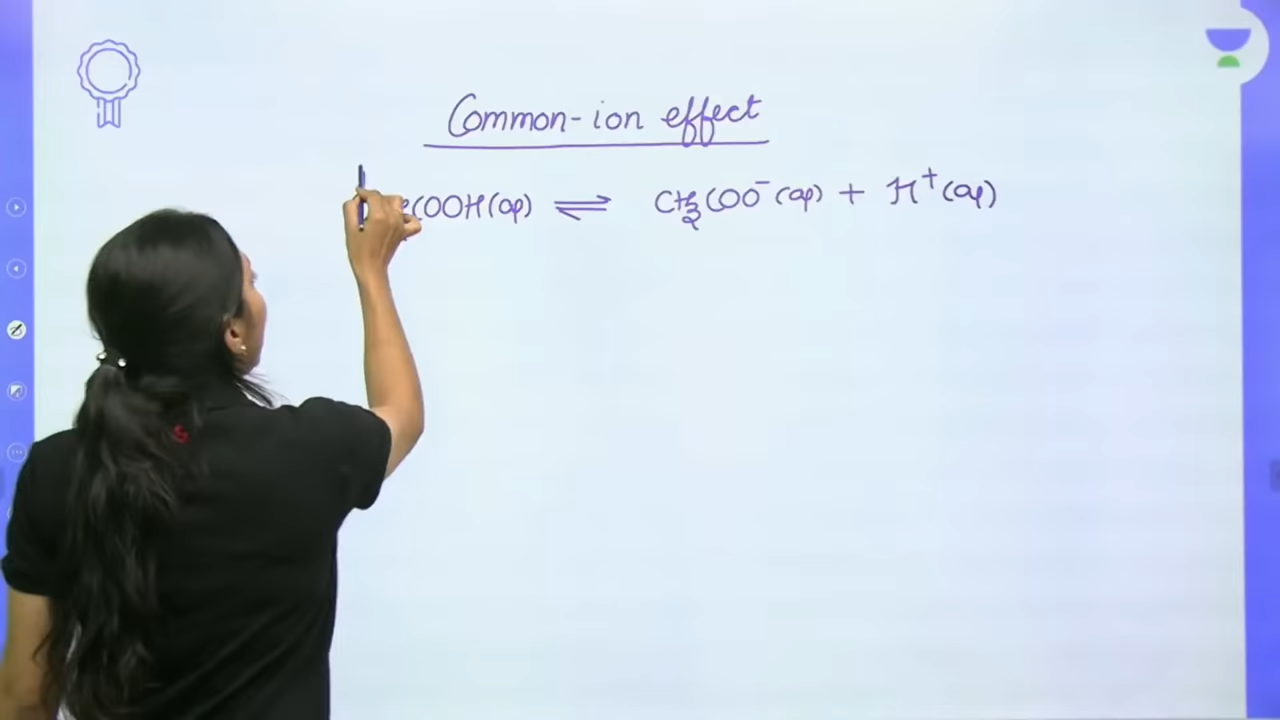 Common-ion effect
COOH(aq) ⇌ CH₃COO⁻(aq) + H⁺(aq)
S